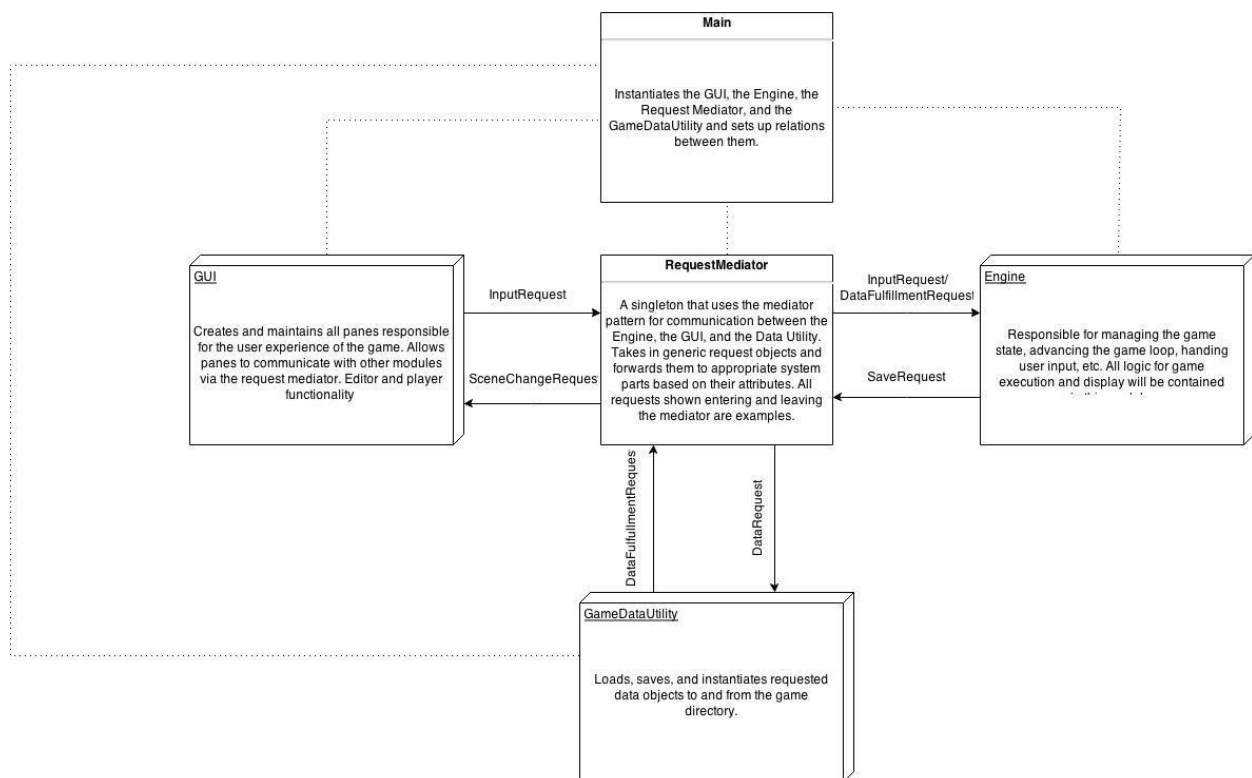 Main
Instantiates the GUI, the Engine, the
Request Mediator, and the
GameDataUtility and sets up relations
between them.
GUI
Creates and maintains all panes responsible
for the user experience of the game. Allows
panes to communicate with other modules
via the request mediator. Editor and player
functionality
InputRequest
SceneChangeReques
RequestMediator
A singleton that uses the mediator
pattern for communication between the
Engine, the GUI, and the Data Utility.
Takes in generic request objects and
forwards them to appropriate system
parts based on their attributes. All
requests shown entering and leaving
the mediator are examples.
InputRequest/
DataFulfillmentRequest
SaveRequest
Engine
Responsible for managing the game
state, advancing the game loop, handing
user input, etc. All logic for game
execution and display will be contained
DataFulfullmentReques
DataRequest
GameDataUtility
Loads, saves, and instantiates requested
data objects to and from the game
directory.